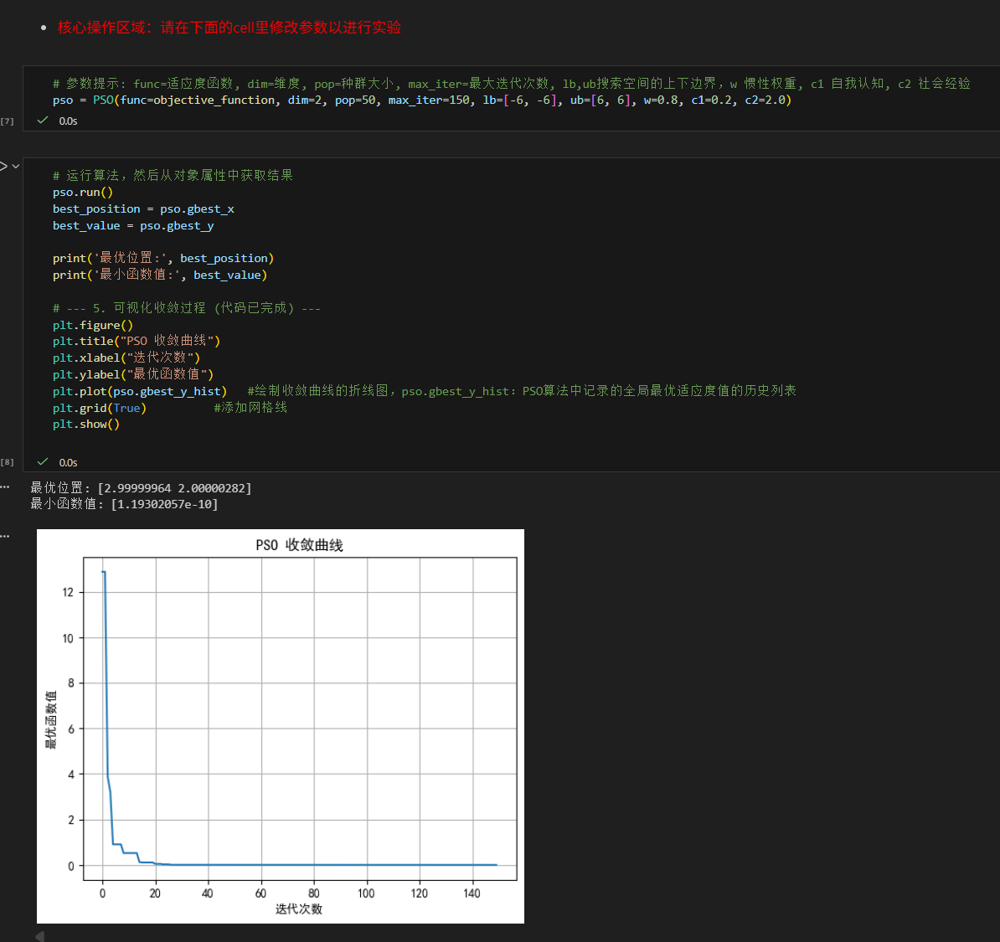 核心操作区域：请在下面的cell里修改参数以进行实验
# 参数提示: func=适应度函数, dim=维度, pop=种群大小, max_iter=最大迭代次数, lb,ub搜索空间的上下边界，w 惯性权重, c1 自我认知, c2 社会经验
pso = PSO(func=objective_function, dim=2, pop=50, max_iter=150, lb=[-6, -6], ub=[6, 6], w=0.8, c1=0.2, c2=2.0)
[7]
0.0s
# 运行算法，然后从对象属性中获取结果
pso.run()
best_position = pso.gbest_x
best_value = pso.gbest_y
print('最优位置:', best_position)
print('最小函数值:', best_value)
# --- 5. 可视化收敛过程 (代码已完成) ---
plt.figure()
plt.title("PSO 收敛曲线")
plt.xlabel("迭代次数")
plt.ylabel("最优函数值")
plt.plot(pso.gbest_y_hist)   #绘制收敛曲线的折线图，pso.gbest_y_hist：PSO算法中记录的全局最优适应度值的历史列表
plt.grid(True)          #添加网格线
plt.show()
[8]
0.0s
最优位置: [2.99999964 2.00000282]
最小函数值: [1.19302057e-10]
PSO 收敛曲线
12
10
8
6
4
2
0
最优函数值
0 20 40 60 80 100 120 140
迭代次数